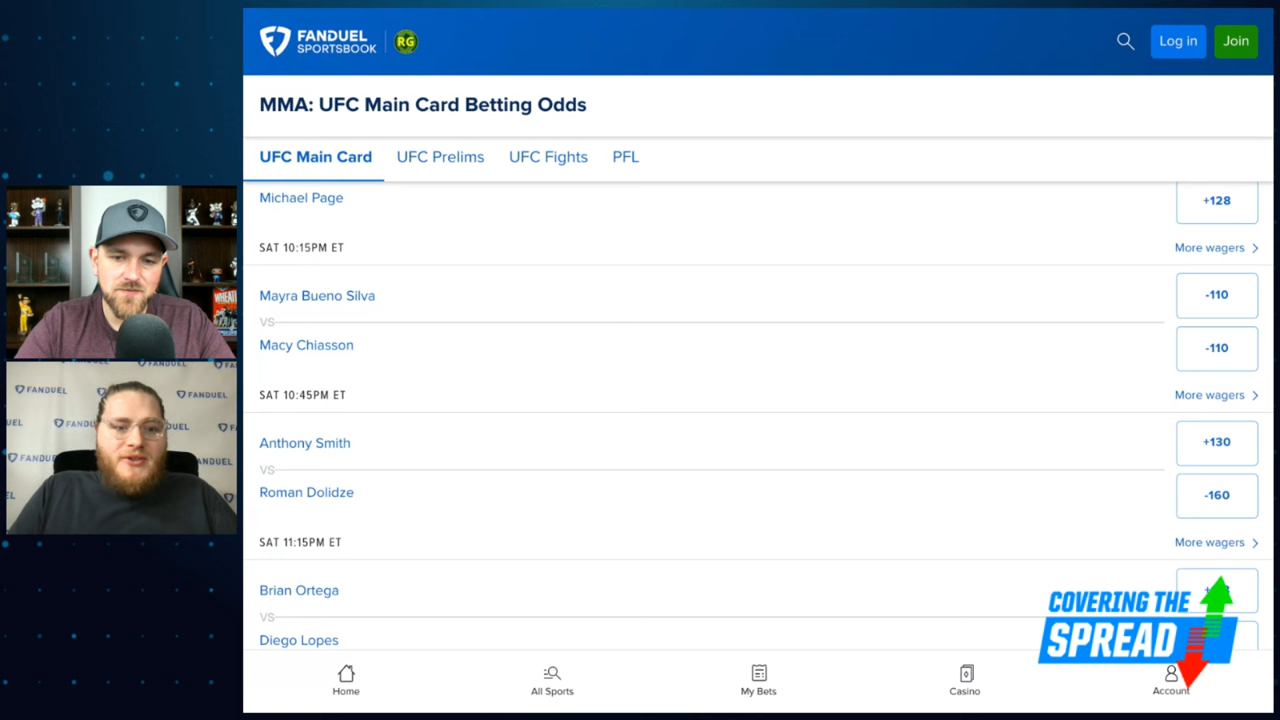 FANDUEL
SPORTSBOOK
RG
Log in
Join
MMA: UFC Main Card Betting Odds
UFC Main Card
UFC Prelims
UFC Fights
PFL
Michael Page
+128
SAT 10:15PM ET
More wagers
Mayra Bueno Silva
-110
VS
Macy Chiasson
-110
SAT 10:45PM ET
More wagers
Anthony Smith
+130
VS
Roman Dolidze
-160
SAT 11:15PM ET
More wagers
Brian Ortega
VS
Diego Lopes
COVERING THE
SPREAD
Home
All Sports
My Bets
Casino
Account
WHEAT
FANDUEL
FANDUEL
FANDUEL